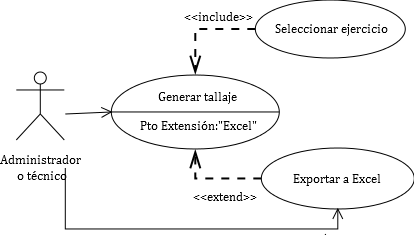 <<include>>
Seleccionar ejercicio
Generar tallaje
Pto Extensión:"Excel"
Administrador
o técnico
Exportar a Excel
<<extend>>